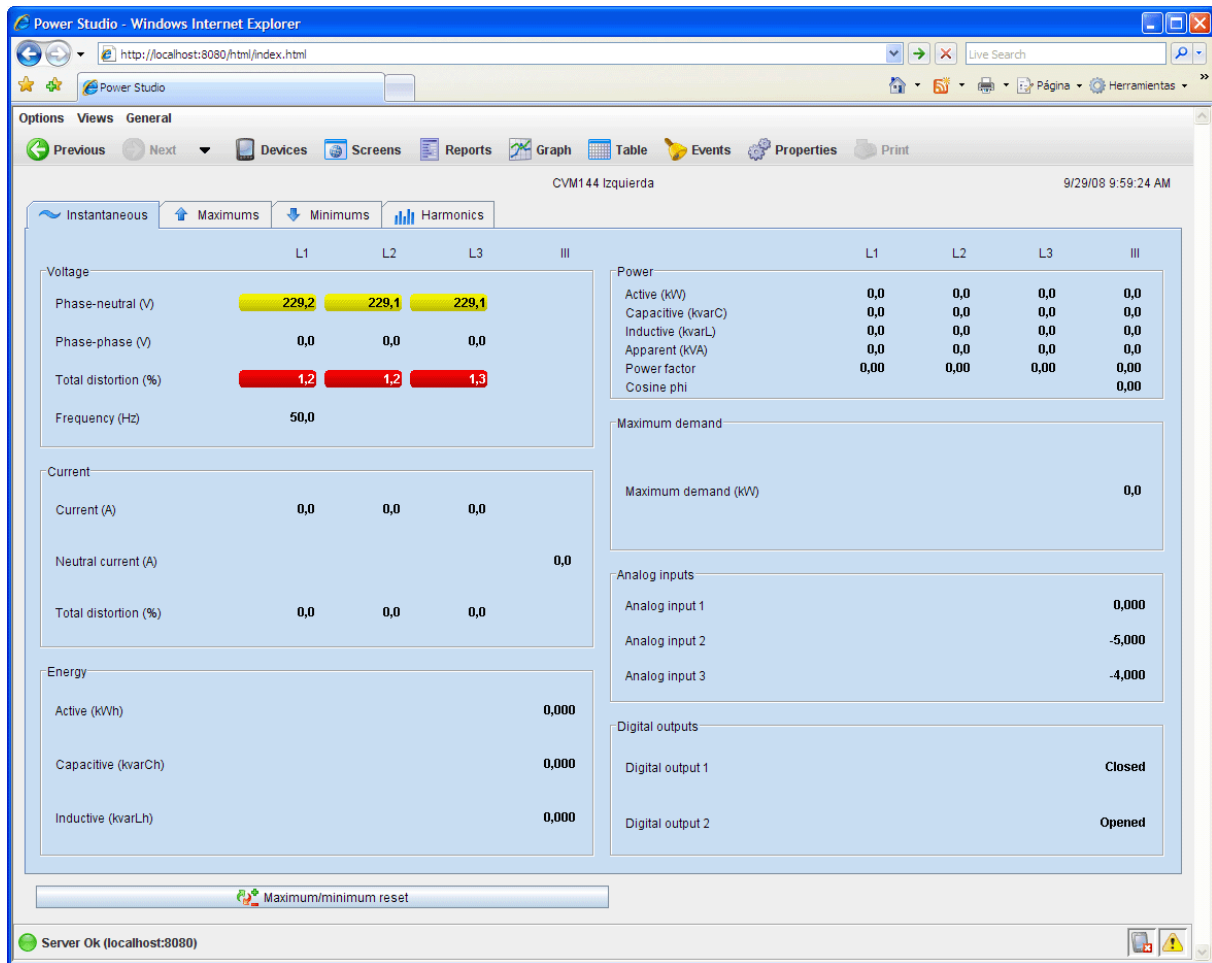 Power Studio - Windows Internet Explorer
http://localhost:8080/html/index.html
Live Search
Power Studio
Página
Herramientas
»
Options Views General
Previous Next Devices Screens Reports Graph Table Events Properties Print
CVM144 Izquierda 9/29/08 9:59:24 AM
Instantaneous Maximums Minimums Harmonics
L1 L2 L3 III
Voltage
Phase-neutral (V) 229,2 229,1 229,1
Phase-phase (V) 0,0 0,0 0,0
Total distortion (%) 1,2 1,2 1,3
Frequency (Hz) 50,0
Current
Current (A) 0,0 0,0 0,0
Neutral current (A) 0,0
Total distortion (%) 0,0 0,0 0,0
Energy
Active (kWh) 0,000
Capacitive (kvarCh) 0,000
Inductive (kvarLh) 0,000
L1 L2 L3 III
Power
Active (kW) 0,0 0,0 0,0 0,0
Capacitive (kvarC) 0,0 0,0 0,0 0,0
Inductive (kvarL) 0,0 0,0 0,0 0,0
Apparent (kVA) 0,0 0,0 0,0 0,0
Power factor 0,00 0,00 0,00 0,00
Cosine phi 0,00
Maximum demand
Maximum demand (kW) 0,0
Analog inputs
Analog input 1 0,000
Analog input 2 -5,000
Analog input 3 -4,000
Digital outputs
Digital output 1 Closed
Digital output 2 Opened
Maximum/minimum reset
Server Ok (localhost:8080)